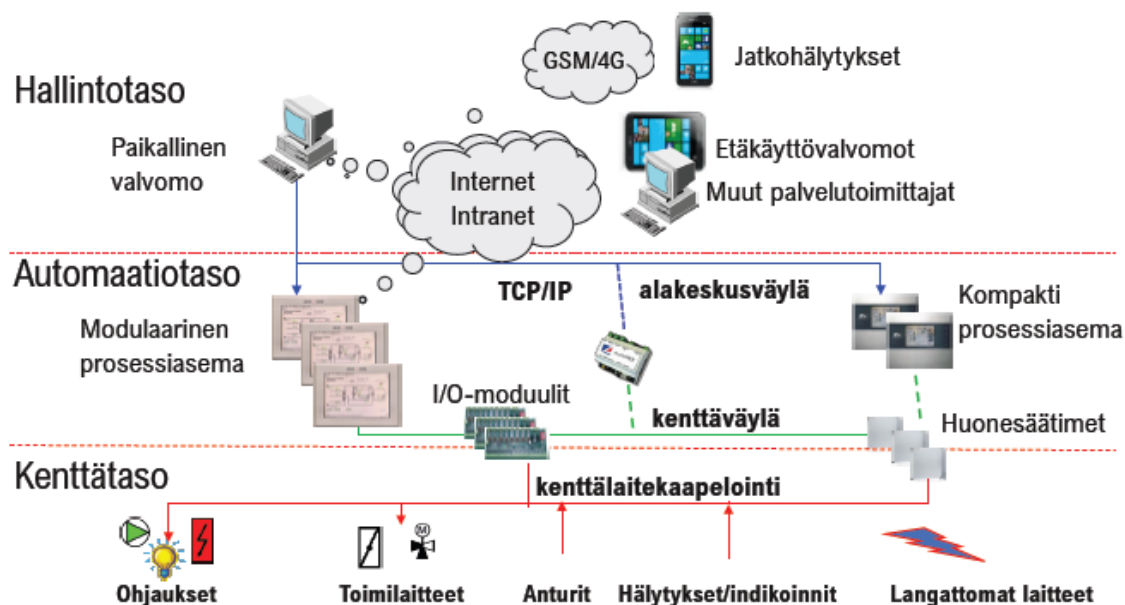 GSM/4G
Jatkohälytykset
Hallintotaso
Paikallinen
valvomo
Internet
Intranet
Etäkäyttövalvomot
Muut palvelutoimittajat
Automaatiotaso
TCP/IP
alakeskusväylä
Modulaarinen
prosessiasema
Kompakti
prosessiasema
I/O-moduulit
kenttäväylä
Huonesäätimet
Kenttätaso
kenttälaitekaapelointi
M
Ohjaukset
Toimilaitteet
Anturit
Hälytykset/indikoinnit
Langattomat laitteet